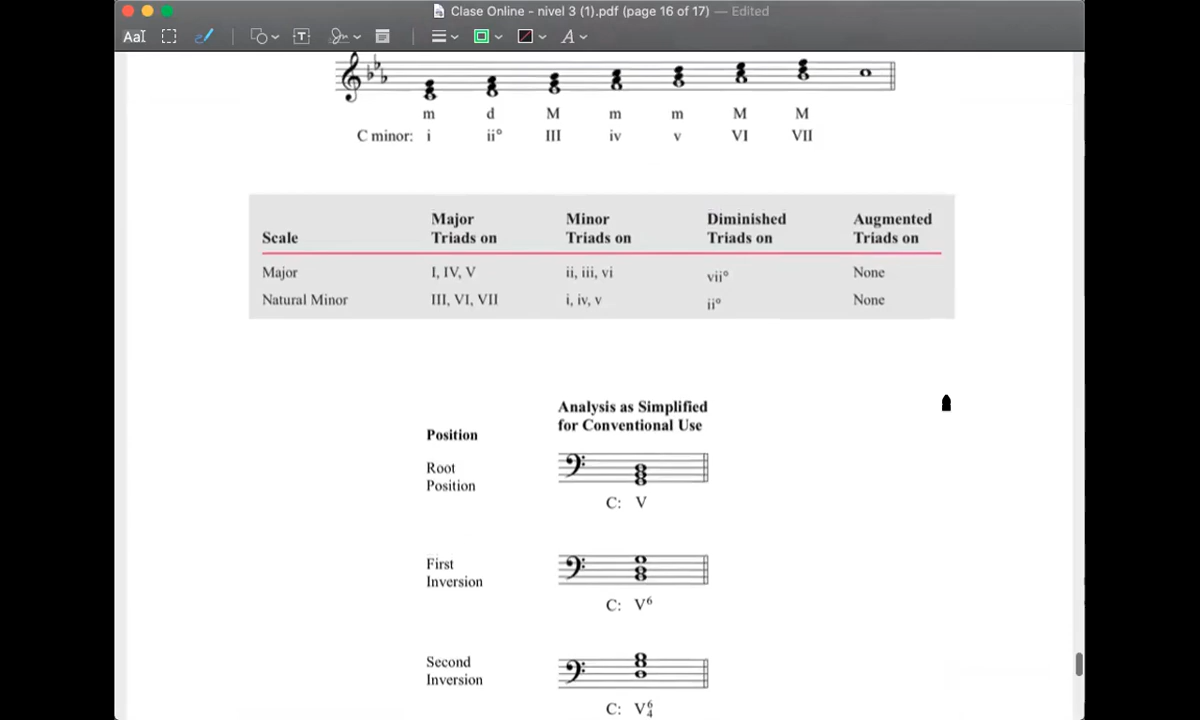 Clase Online - nivel 3 (1).pdf (page 16 of 17) — Edited
AaI T A
m d M m m M M
C minor: i ii° III iv v VI VII
Scale Major Triads on Minor Triads on Diminished Triads on Augmented Triads on
Major I, IV, V ii, iii, vi vii° None
Natural Minor III, VI, VII i, iv, v ii° None
Position
Analysis as Simplified
for Conventional Use
Root
Position
C: V
First
Inversion
C: V⁶
Second
Inversion
C: V⁶₄